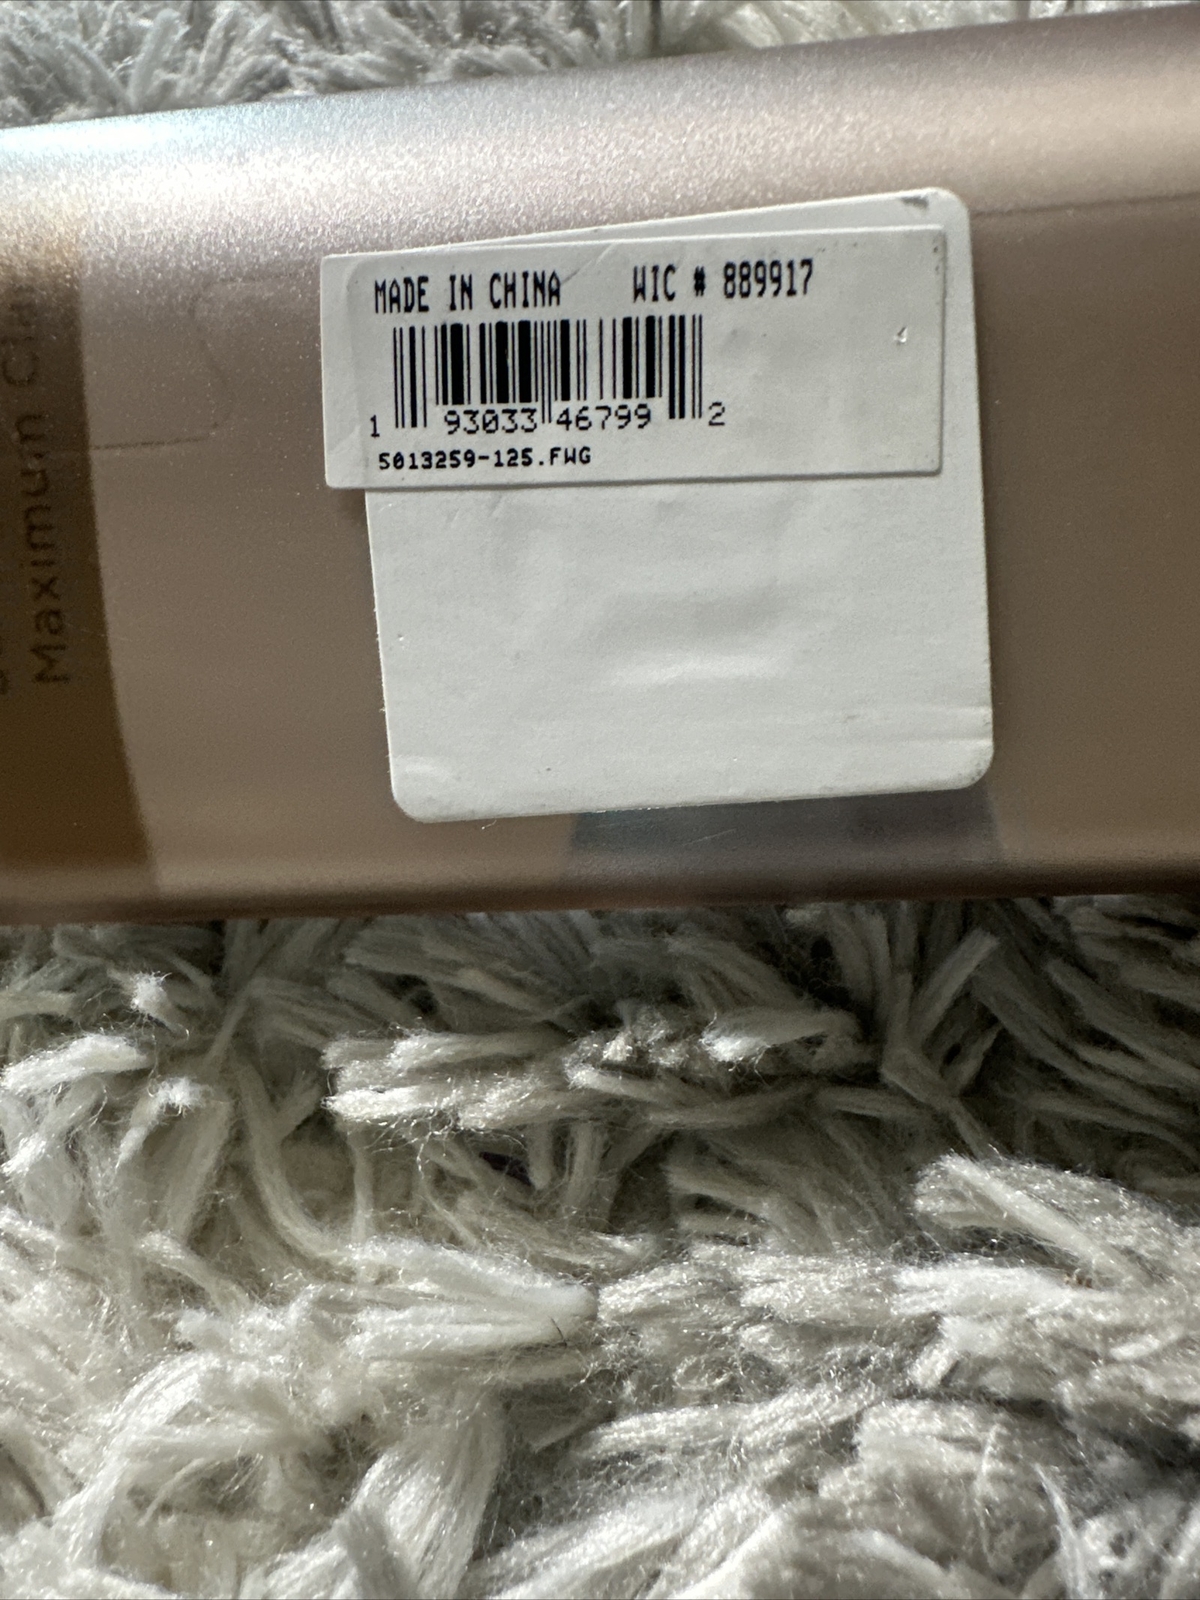 MADE IN CHINA WIC # 889917
1 93033 46799 2
5013259-125.FWG
Maximum